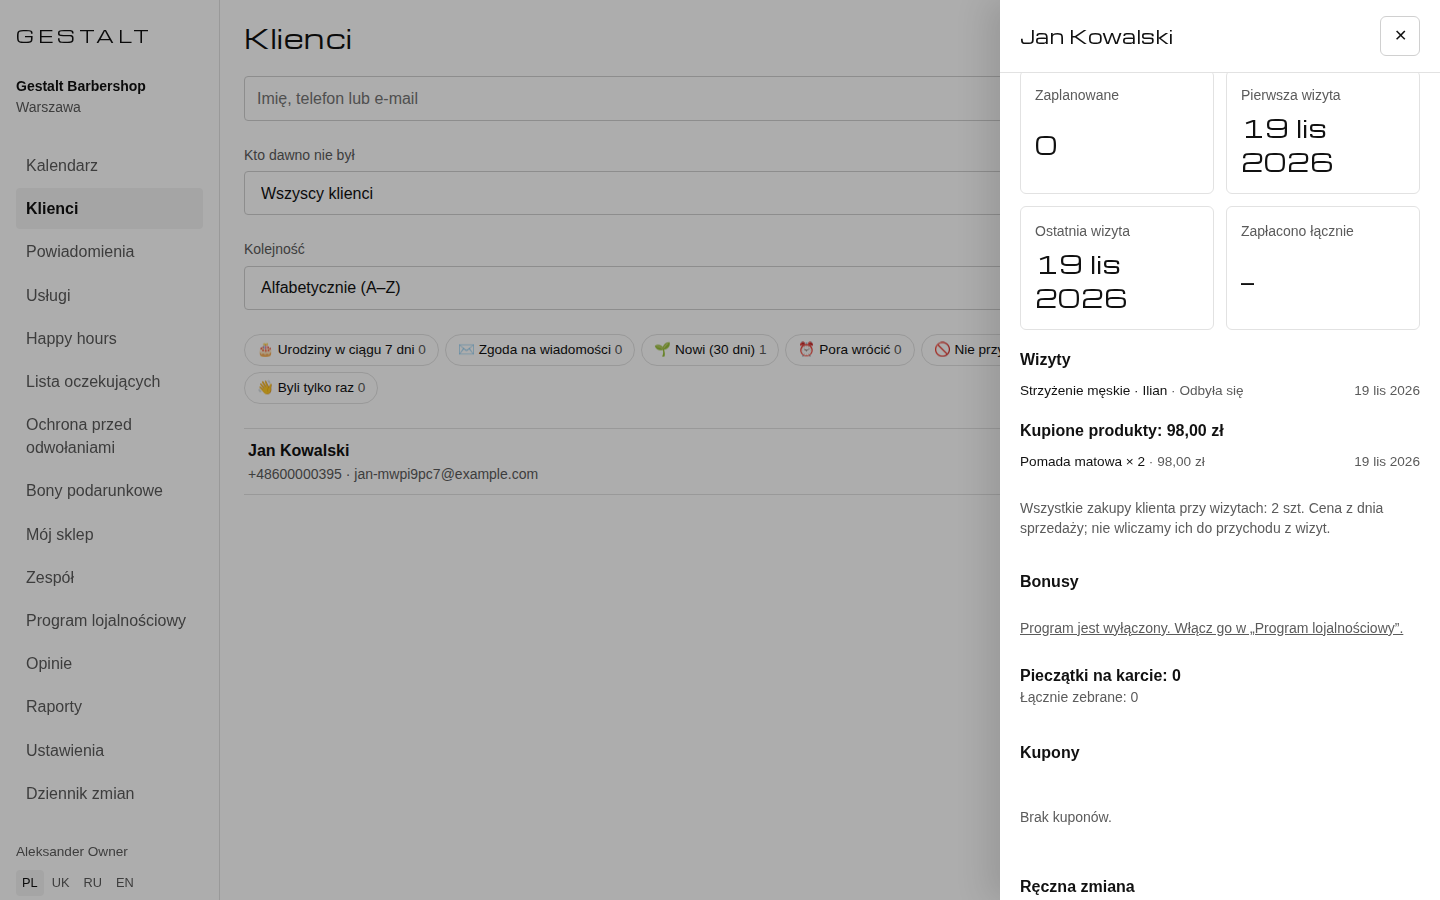 GESTALT
Gestalt Barbershop
Warszawa
Kalendarz
Klienci
Powiadomienia
Usługi
Happy hours
Lista oczekujących
Ochrona przed
odwołaniami
Bony podarunkowe
Mój sklep
Zespół
Program lojalnościowy
Opinie
Raporty
Ustawienia
Dziennik zmian
Aleksander Owner
PL UK RU EN
Klienci
Imię, telefon lub e-mail
Kto dawno nie był
Wszyscy klienci
Kolejność
Alfabetycznie (A–Z)
🎂 Urodziny w ciągu 7 dni 0
✉️ Zgoda na wiadomości 0
🌱 Nowi (30 dni) 1
⏰ Pora wrócić 0
🚫 Nie przy
👋 Byli tylko raz 0
Jan Kowalski
+48600000395 · jan-mwpi9pc7@example.com
Jan Kowalski
✕
Zaplanowane
0
Pierwsza wizyta
19 lis
2026
Ostatnia wizyta
19 lis
2026
Zapłacono łącznie
–
Wizyty
Strzyżenie męskie · Ilian · Odbyła się 19 lis 2026
Kupione produkty: 98,00 zł
Pomada matowa × 2 · 98,00 zł 19 lis 2026
Wszystkie zakupy klienta przy wizytach: 2 szt. Cena z dnia
sprzedaży; nie wliczamy ich do przychodu z wizyt.
Bonusy
Program jest wyłączony. Włącz go w „Program lojalnościowy”.
Pieczątki na karcie: 0
Łącznie zebrane: 0
Kupony
Brak kuponów.
Ręczna zmiana